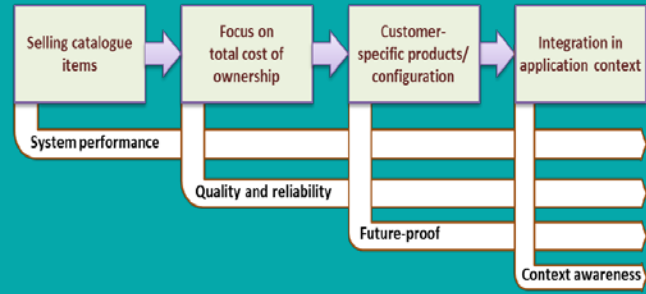 Selling catalogue
items
Focus on
total cost of
ownership
Customer-
specific products/
configuration
Integration in
application context
System performance
Quality and reliability
Future-proof
Context awareness